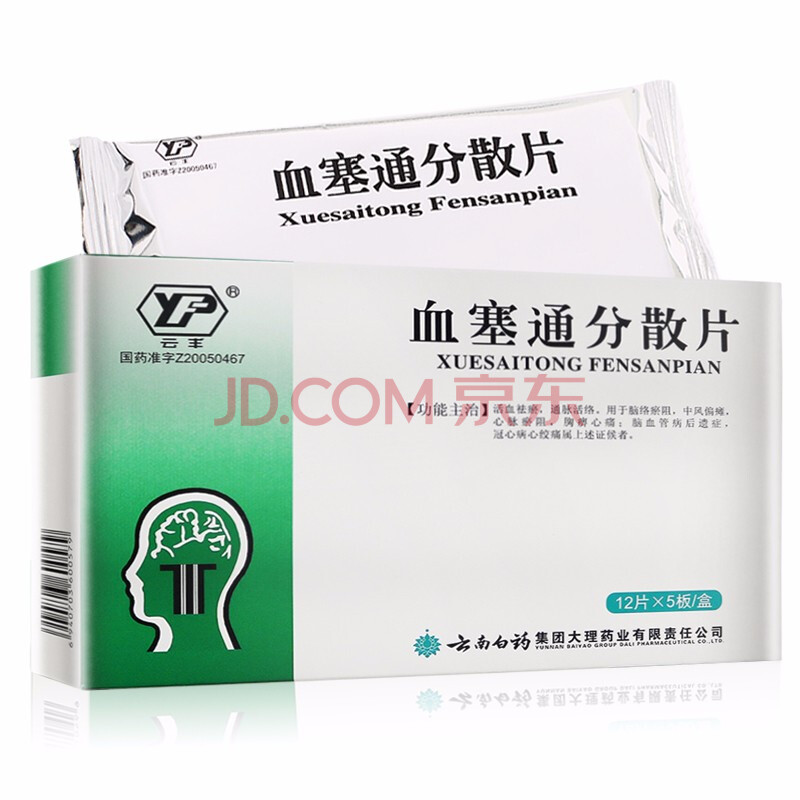 YP
云丰
国药准字Z20050467
血塞通分散片
Xuesaitong Fensanpian
YP®
云丰
国药准字Z20050467
血塞通分散片
XUESAITONG FENSANPIAN
JD.COM 京东
【功能主治】活血祛瘀,通脉活络。用于脑络瘀阻,中风偏瘫,
心脉瘀阻,胸痹心痛;脑血管病后遗症,
冠心病心绞痛属上述证候者。
6940703600579
12片×5板/盒
云南白药集团大理药业有限责任公司
YUNNAN BAIYAO GROUP DALI PHARMACEUTICAL CO.,LTD.